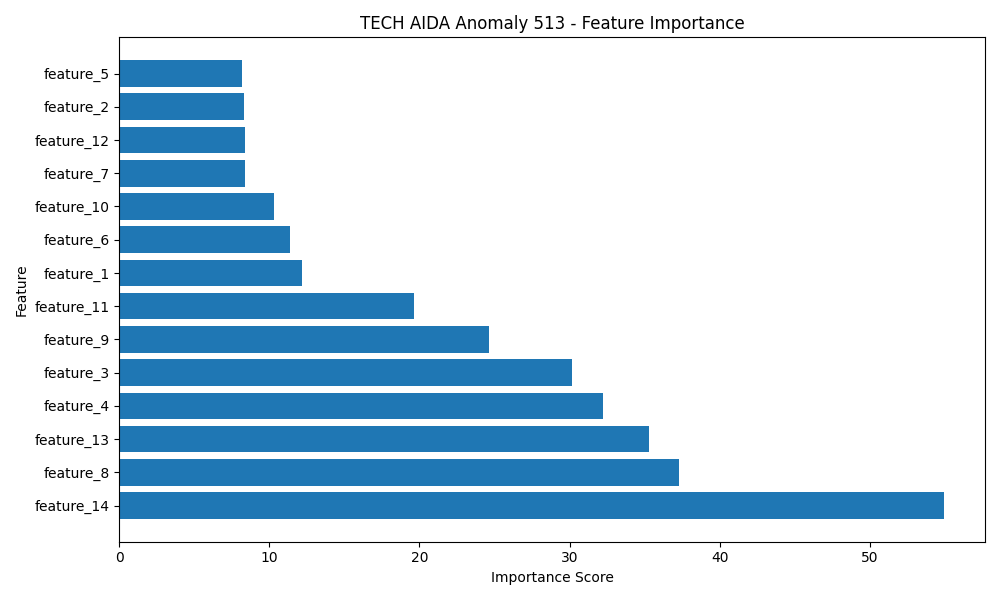 TECH AIDA Anomaly 513 - Feature Importance
Feature
feature_5
feature_2
feature_12
feature_7
feature_10
feature_6
feature_1
feature_11
feature_9
feature_3
feature_4
feature_13
feature_8
feature_14
0 10 20 30 40 50
Importance Score